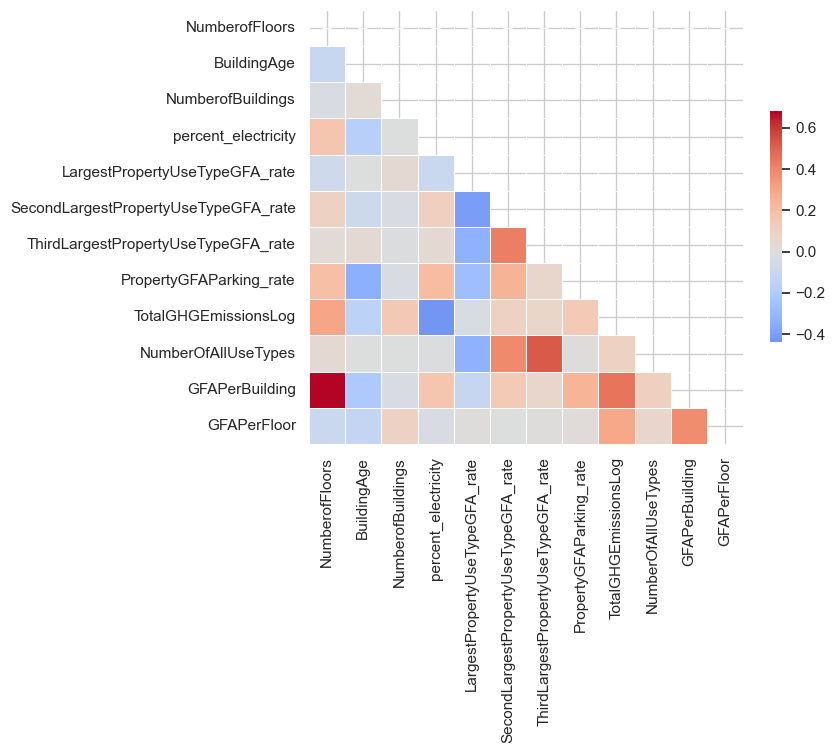 NumberofFloors
BuildingAge
NumberofBuildings
percent_electricity
LargestPropertyUseTypeGFA_rate
SecondLargestPropertyUseTypeGFA_rate
ThirdLargestPropertyUseTypeGFA_rate
PropertyGFAParking_rate
TotalGHGEmissionsLog
NumberOfAllUseTypes
GFAPerBuilding
GFAPerFloor
NumberofFloors
BuildingAge
NumberofBuildings
percent_electricity
LargestPropertyUseTypeGFA_rate
SecondLargestPropertyUseTypeGFA_rate
ThirdLargestPropertyUseTypeGFA_rate
PropertyGFAParking_rate
TotalGHGEmissionsLog
NumberOfAllUseTypes
GFAPerBuilding
GFAPerFloor
0.6
0.4
0.2
0.0
−0.2
−0.4